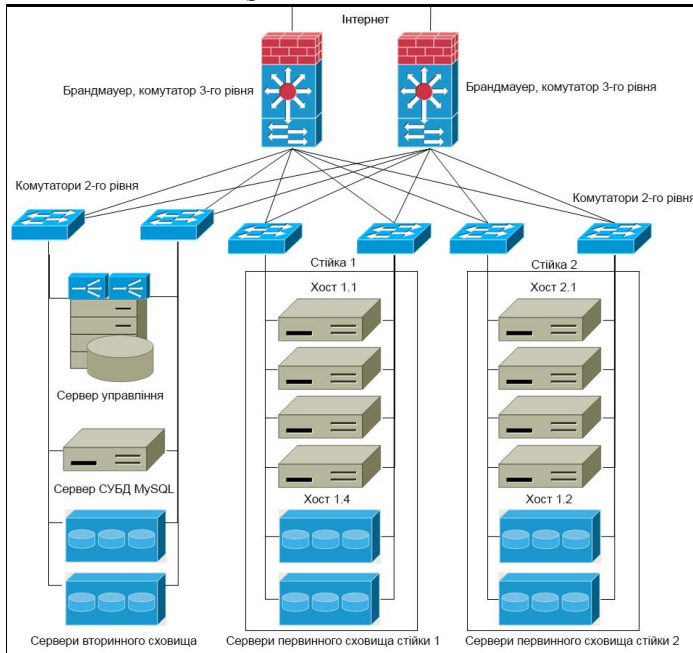 Інтернет
Брандмауер, комутатор 3-го рівня
Брандмауер, комутатор 3-го рівня
Комутатори 2-го рівня
Комутатори 2-го рівня
Стійка 1
Стійка 2
Хост 1.1
Хост 2.1
Сервер управління
Сервер СУБД MySQL
Хост 1.4
Хост 1.2
Сервери вторинного сховища
Сервери первинного сховища стійки 1
Сервери первинного сховища стійки 2